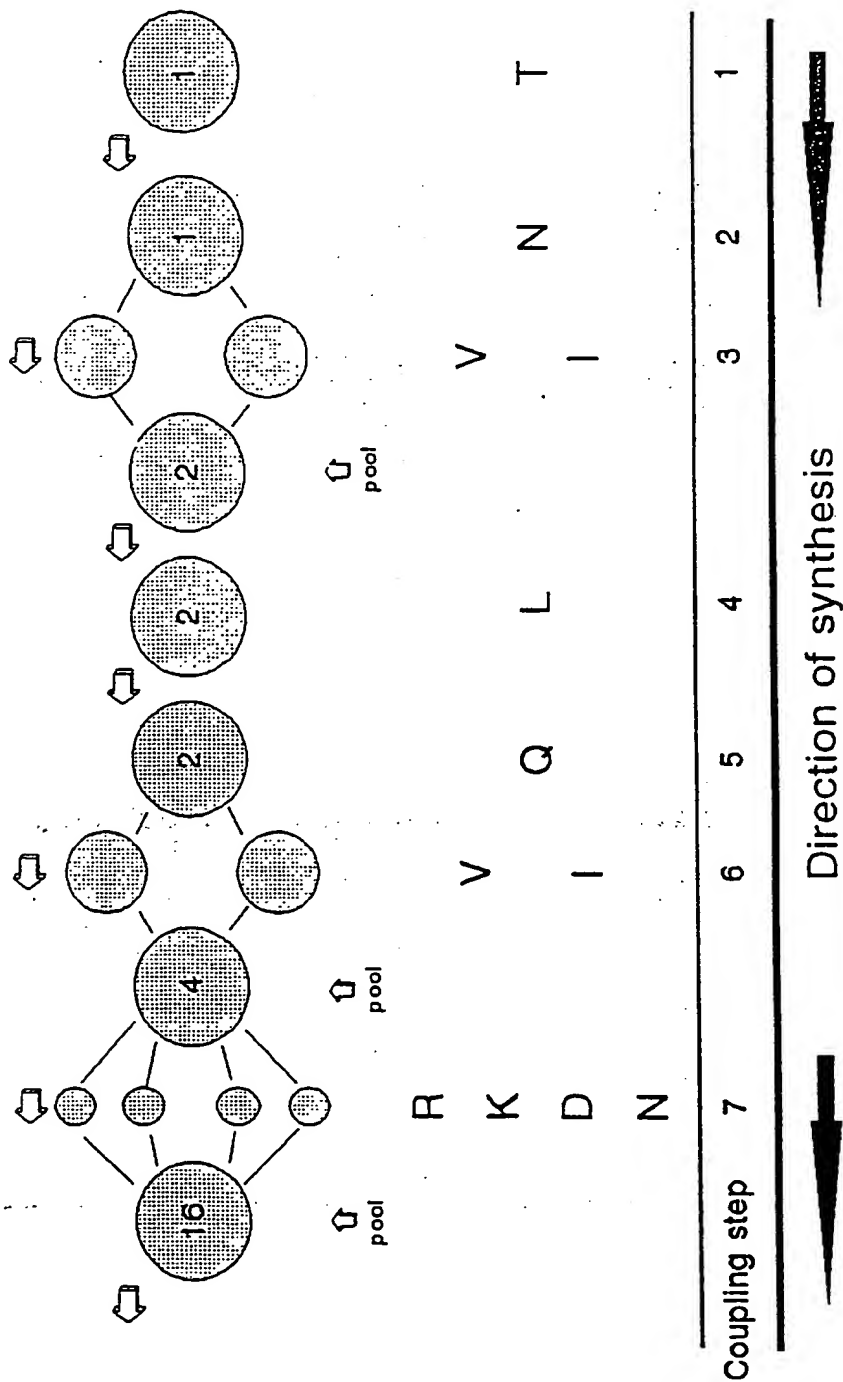 16 4 2 2 2 1 1
pool pool pool
R V V
K Q L N T
D I I
N
Coupling step 7 6 5 4 3 2 1
Direction of synthesis